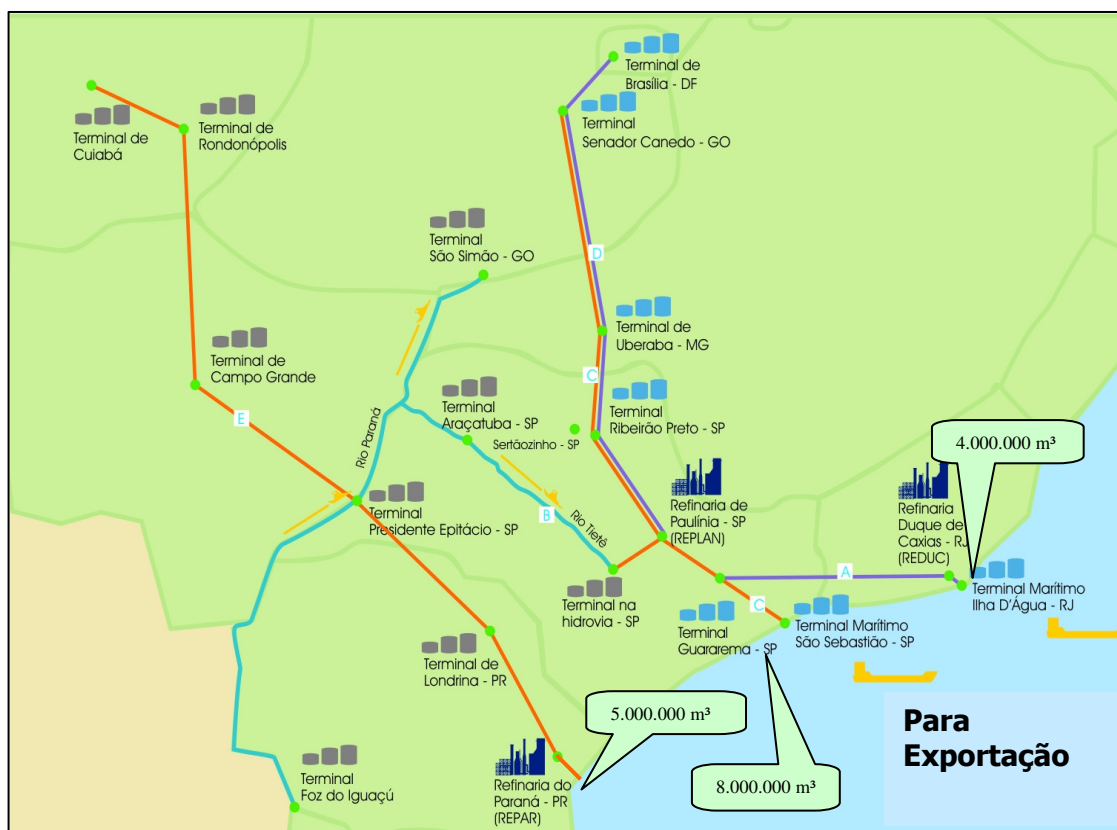 Terminal de
Brasília - DF
Terminal
Senador Canedo - GO
Terminal de
Cuiabá
Terminal de
Rondonópolis
Terminal
São Simão - GO
D
Terminal de
Uberaba - MG
Terminal de
Campo Grande
C
Terminal
Araçatuba - SP
Terminal
Ribeirão Preto - SP
E
Rio Paraná
Sertãozinho - SP
4.000.000 m³
Terminal
Presidente Epitácio - SP
B
Rio Tietê
Refinaria de
Paulínia - SP
(REPLAN)
Refinaria
Duque de
Caxias - RJ
(REDUC)
A
Terminal Marítimo
Ilha D'Água - RJ
Terminal na
hidrovia - SP
C
Terminal
Guararema - SP
Terminal Marítimo
São Sebastião - SP
Terminal de
Londrina - PR
5.000.000 m³
Para
Exportação
8.000.000 m³
Terminal
Foz do Iguaçú
Refinaria do
Paraná - PR
(REPAR)